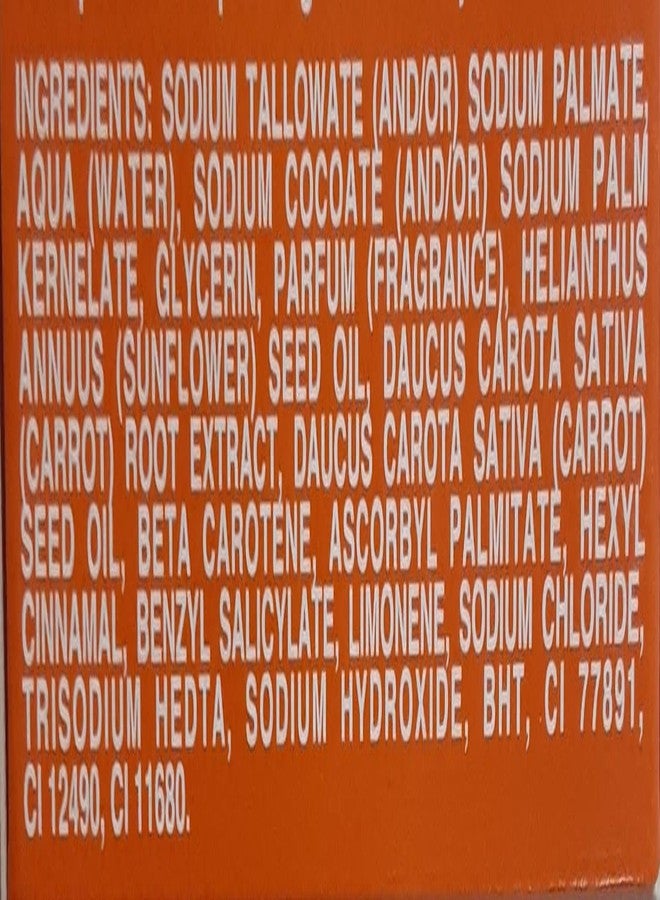 INGREDIENTS: SODIUM TALLOWATE (AND/OR) SODIUM PALMATE,
AQUA (WATER), SODIUM COCOATE (AND/OR) SODIUM PALM
KERNELATE, GLYCERIN, PARFUM (FRAGRANCE), HELIANTHUS
ANNUUS (SUNFLOWER) SEED OIL, DAUCUS CAROTA SATIVA
(CARROT) ROOT EXTRACT, DAUCUS CAROTA SATIVA (CARROT)
SEED OIL, BETA CAROTENE, ASCORBYL PALMITATE, HEXYL
CINNAMAL, BENZYL SALICYLATE, LIMONENE, SODIUM CHLORIDE,
TRISODIUM HEDTA, SODIUM HYDROXIDE, BHT, CI 77891,
CI 12490, CI 11680.